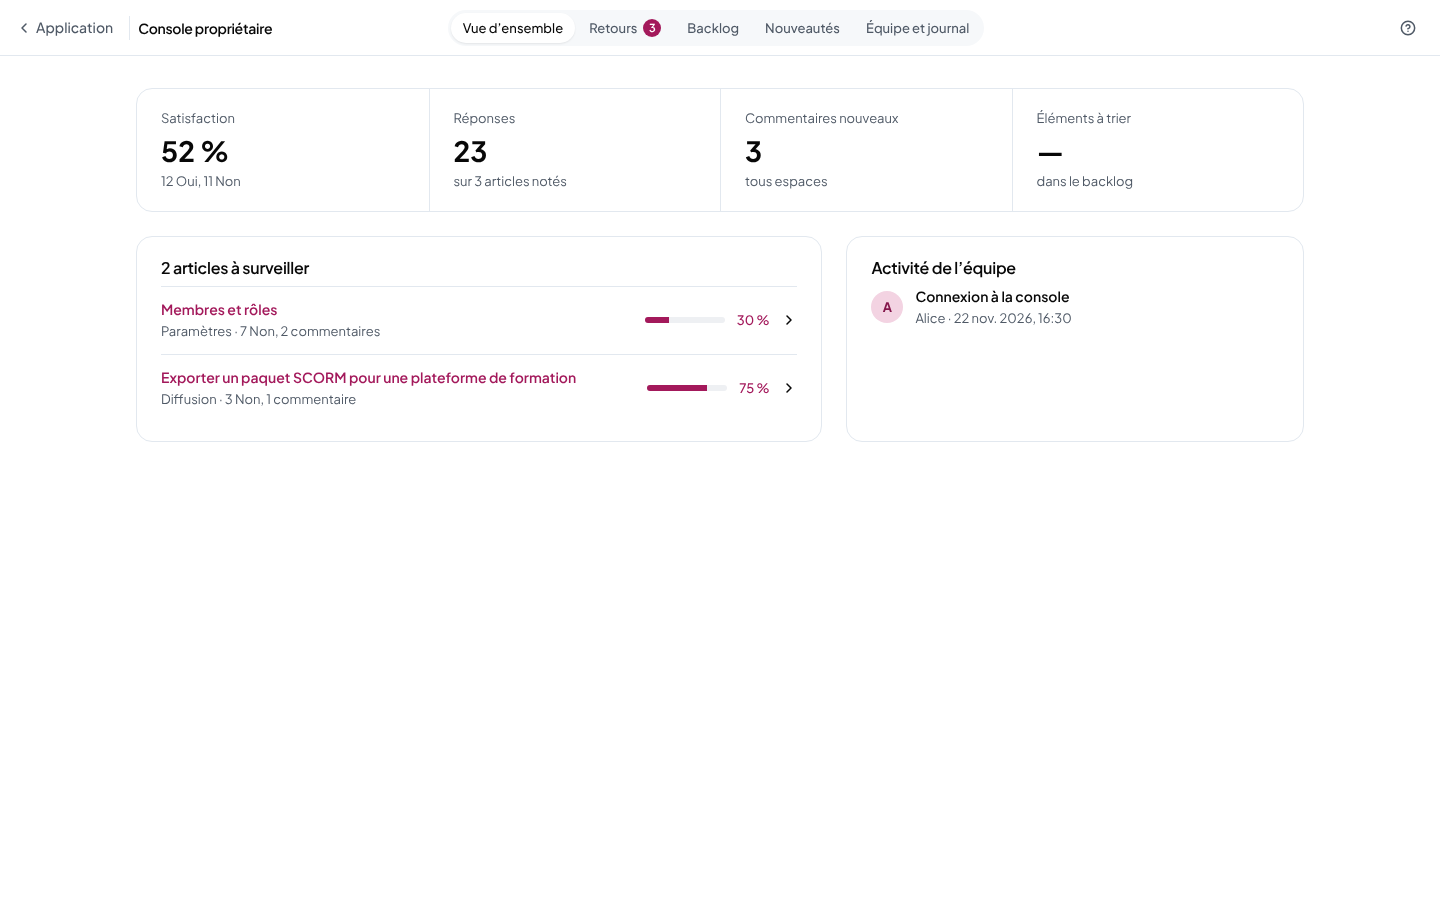 Application
Console propriétaire
Vue d'ensemble
Retours 3
Backlog
Nouveautés
Équipe et journal
Satisfaction
52 %
12 Oui, 11 Non
Réponses
23
sur 3 articles notés
Commentaires nouveaux
3
tous espaces
Éléments à trier
—
dans le backlog
2 articles à surveiller
Membres et rôles
Paramètres · 7 Non, 2 commentaires
30 %
Exporter un paquet SCORM pour une plateforme de formation
Diffusion · 3 Non, 1 commentaire
75 %
Activité de l’équipe
A
Connexion à la console
Alice · 22 nov. 2026, 16:30